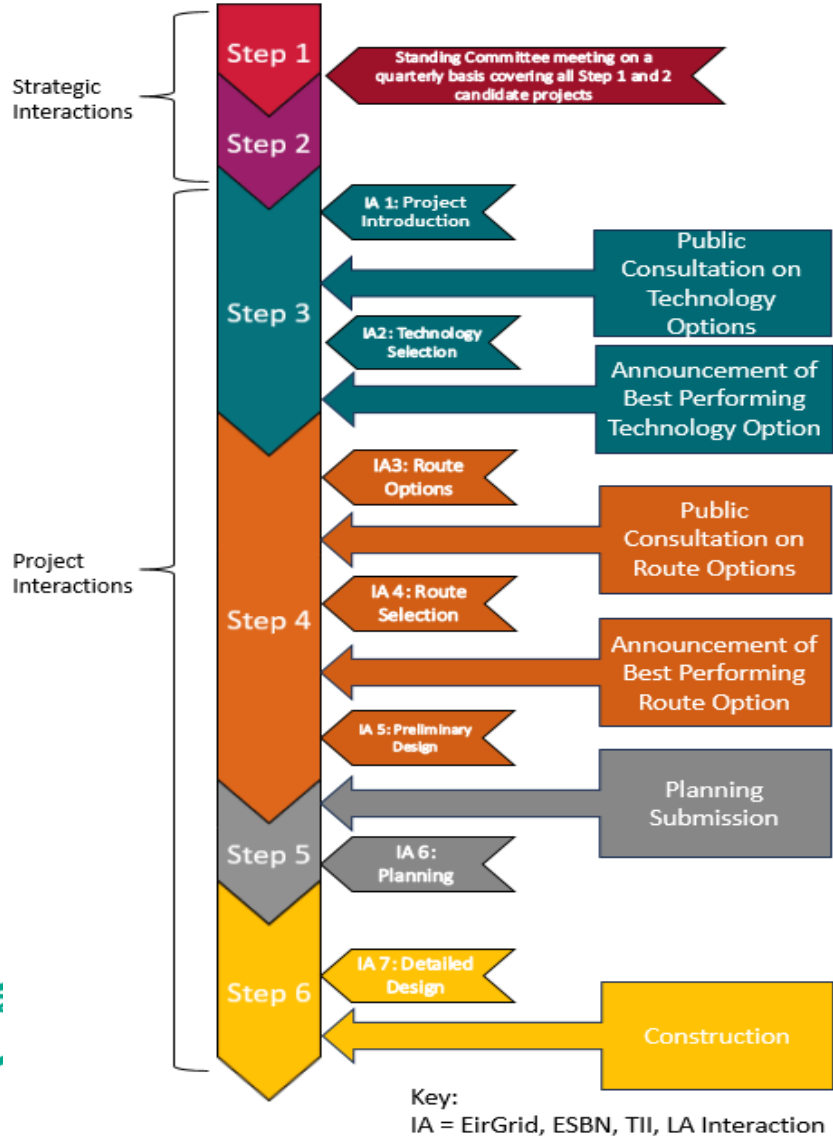 Step 1
Standing Committee meeting on a
quarterly basis covering all Step 1 and 2
candidate projects
Strategic
Interactions
Step 2
IA 1: Project
Introduction
Public
Consultation on
Technology
Options
Step 3
IA2: Technology
Selection
Announcement of
Best Performing
Technology Option
IA3: Route
Options
Public
Consultation on
Route Options
Project
Interactions
IA 4: Route
Selection
Step 4
Announcement of
Best Performing
Route Option
IA 5: Preliminary
Design
Planning
Submission
Step 5
IA 6:
Planning
IA 7: Detailed
Design
Step 6
Construction
Key:
IA = EirGrid, ESBN, TII, LA Interaction